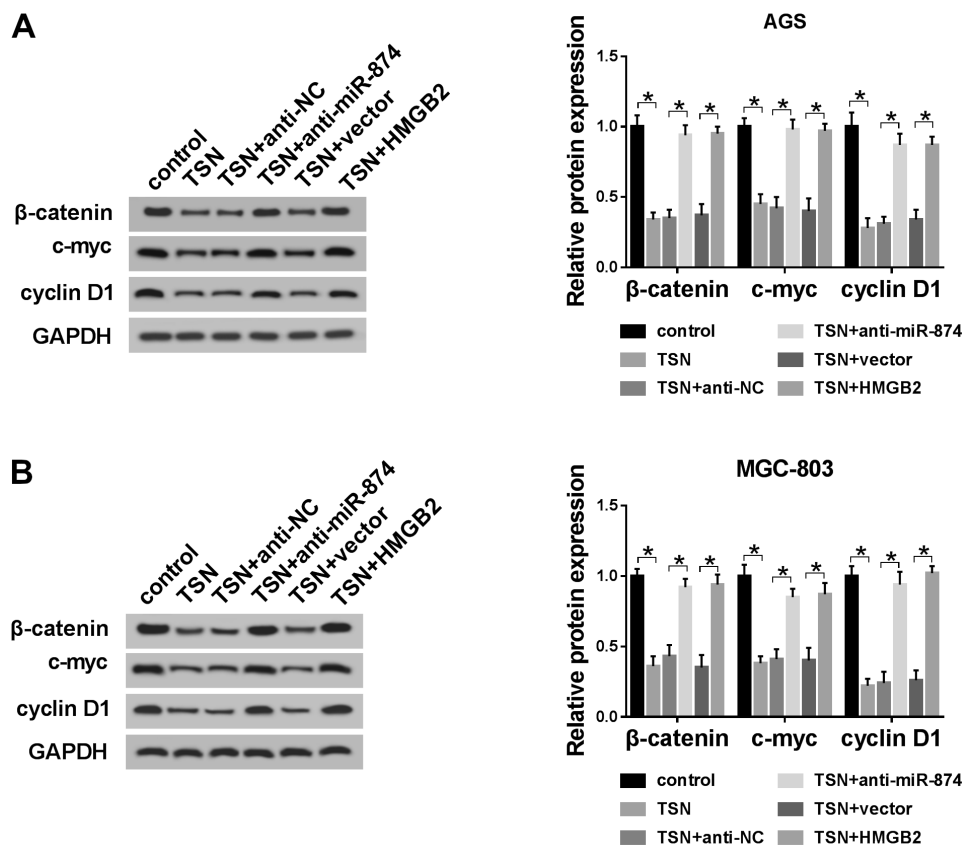 A
control
TSN
TSN+anti-NC
TSN+anti-miR-874
TSN+vector
TSN+HMGB2
β-catenin
c-myc
cyclin D1
GAPDH
AGS
Relative protein expression
1.5
1.0
0.5
0.0
* * * * * * * * *
β-catenin c-myc cyclin D1
control TSN+anti-miR-874
TSN TSN+vector
TSN+anti-NC TSN+HMGB2
B
control
TSN
TSN+anti-NC
TSN+anti-miR-874
TSN+vector
TSN+HMGB2
β-catenin
c-myc
cyclin D1
GAPDH
MGC-803
Relative protein expression
1.5
1.0
0.5
0.0
* * * * * * * * *
β-catenin c-myc cyclin D1
control TSN+anti-miR-874
TSN TSN+vector
TSN+anti-NC TSN+HMGB2